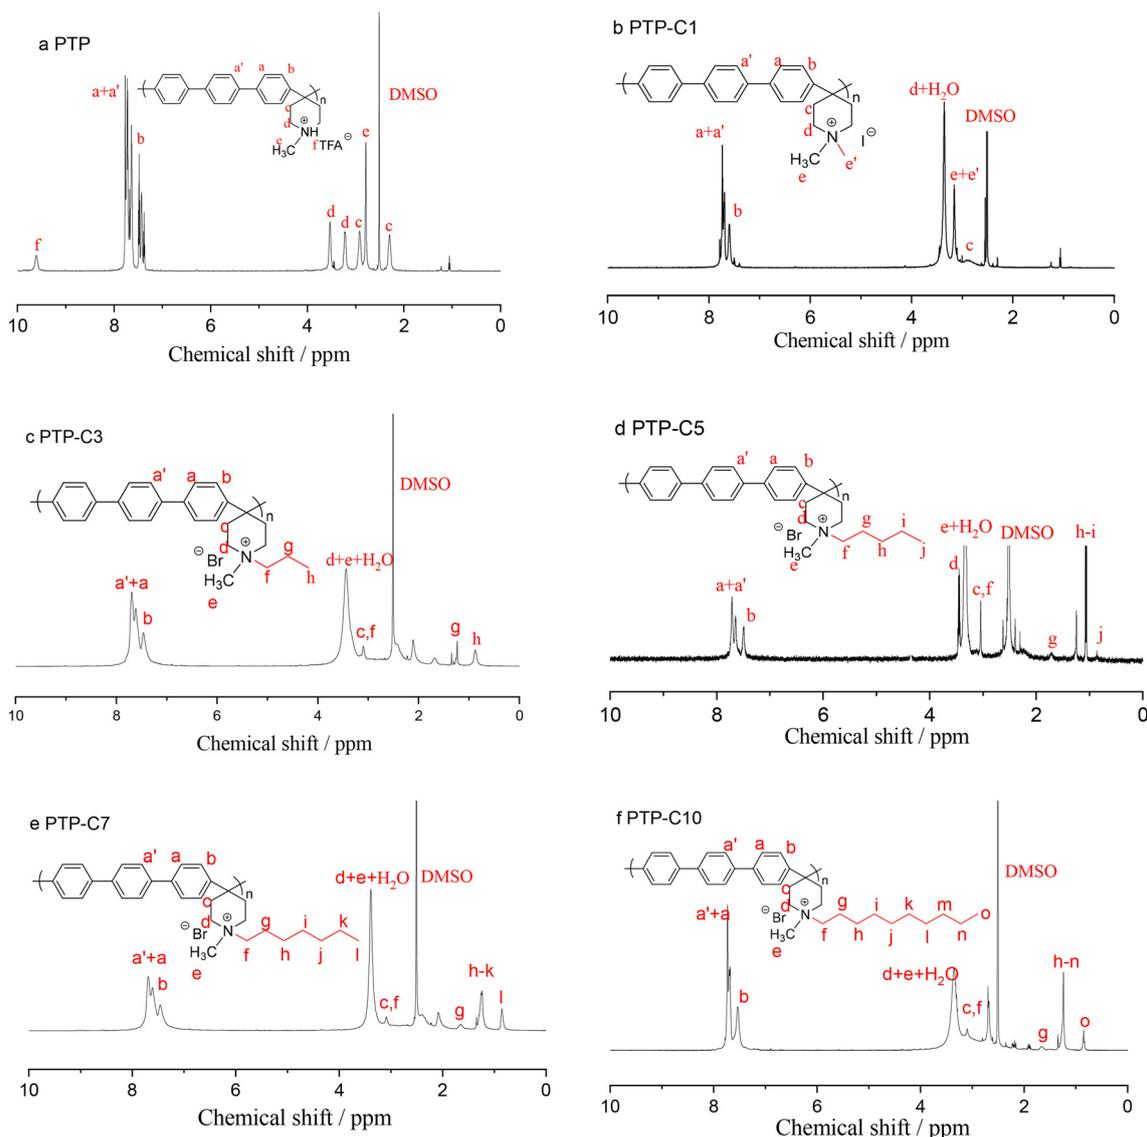 a PTP
a' a b
a+a'
DMSO
n
c
d
⊕
NH
e
H3C
f TFA⊖
b
e
d
d
c
c
f
10 8 6 4 2 0
Chemical shift / ppm
b PTP-C1
a' a b
n
c
d
⊕
N
I⊖
H3C
e'
e
d+H2O
DMSO
a+a'
e+e'
b
c
10 8 6 4 2 0
Chemical shift / ppm
c PTP-C3
a' a b
DMSO
n
c
d
⊕
⊖Br
N
g
H3C
f h
e
d+e+H2O
a'+a
b
c,f
g
h
10 8 6 4 2 0
Chemical shift / ppm
d PTP-C5
a' a b
n
c
d
⊕
⊖
Br
N
g i
H3C
f h j
e
e+H2O
DMSO
h-i
d
a+a'
c,f
b
g
j
10 8 6 4 2 0
Chemical shift / ppm
e PTP-C7
a' a b
n
d+e+H2O
DMSO
c
d
⊕
⊖Br
N
g i k
H3C
f h j l
e
a'+a
b
h-k
c,f
g
l
10 8 6 4 2 0
Chemical shift / ppm
f PTP-C10
a' a b
DMSO
n
c
d
⊕
⊖Br
N
g i k m o
H3C
f h j l n
e
a'+a
d+e+H2O
h-n
b
c,f
g
o
10 8 6 4 2 0
Chemical shift / ppm